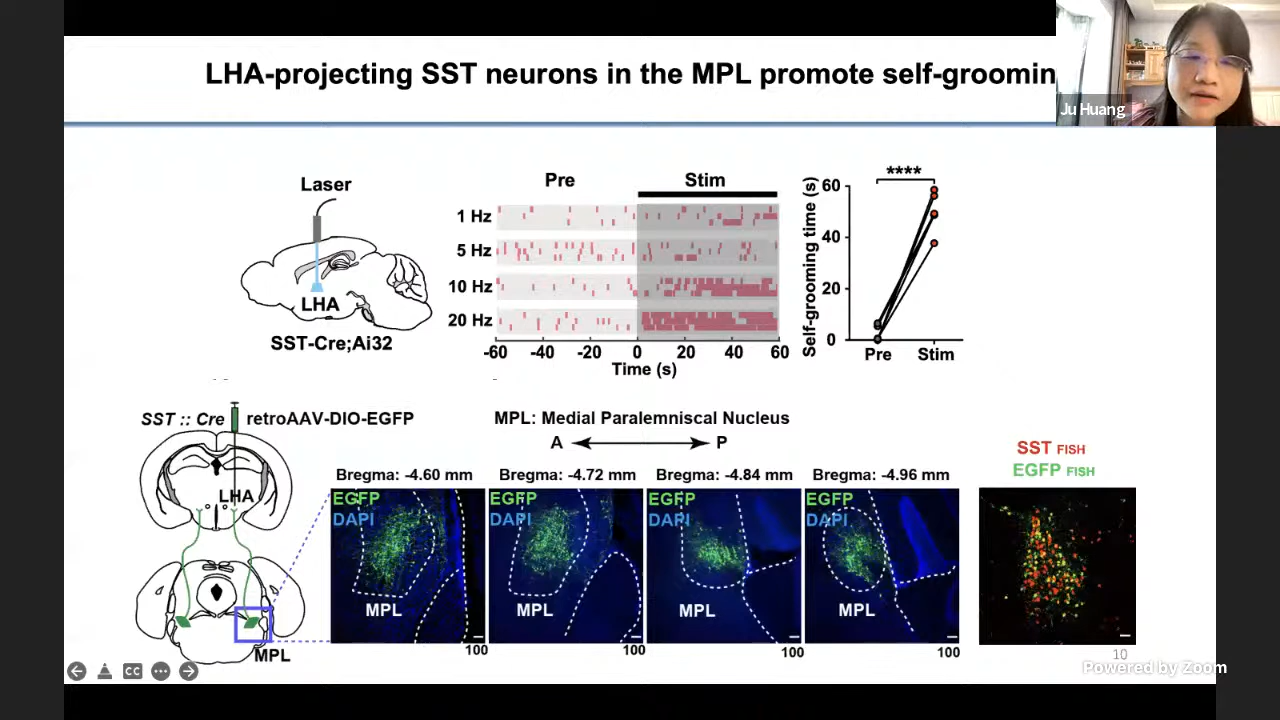 LHA-projecting SST neurons in the MPL promote self-groomin
Ju Huang
Laser
LHA
SST-Cre;Ai32
Pre
Stim
1 Hz
5 Hz
10 Hz
20 Hz
-60 -40 -20 0 20 40 60
Time (s)
****
Self-grooming time (s)
60
40
20
0
Pre Stim
SST :: Cre retroAAV-DIO-EGFP
LHA
MPL
MPL: Medial Paralemniscal Nucleus
A P
Bregma: -4.60 mm
EGFP
DAPI
MPL
100
Bregma: -4.72 mm
EGFP
DAPI
MPL
100
Bregma: -4.84 mm
EGFP
DAPI
MPL
100
Bregma: -4.96 mm
EGFP
DAPI
MPL
100
SST FISH
EGFP FISH
CC
10
Powered by Zoom